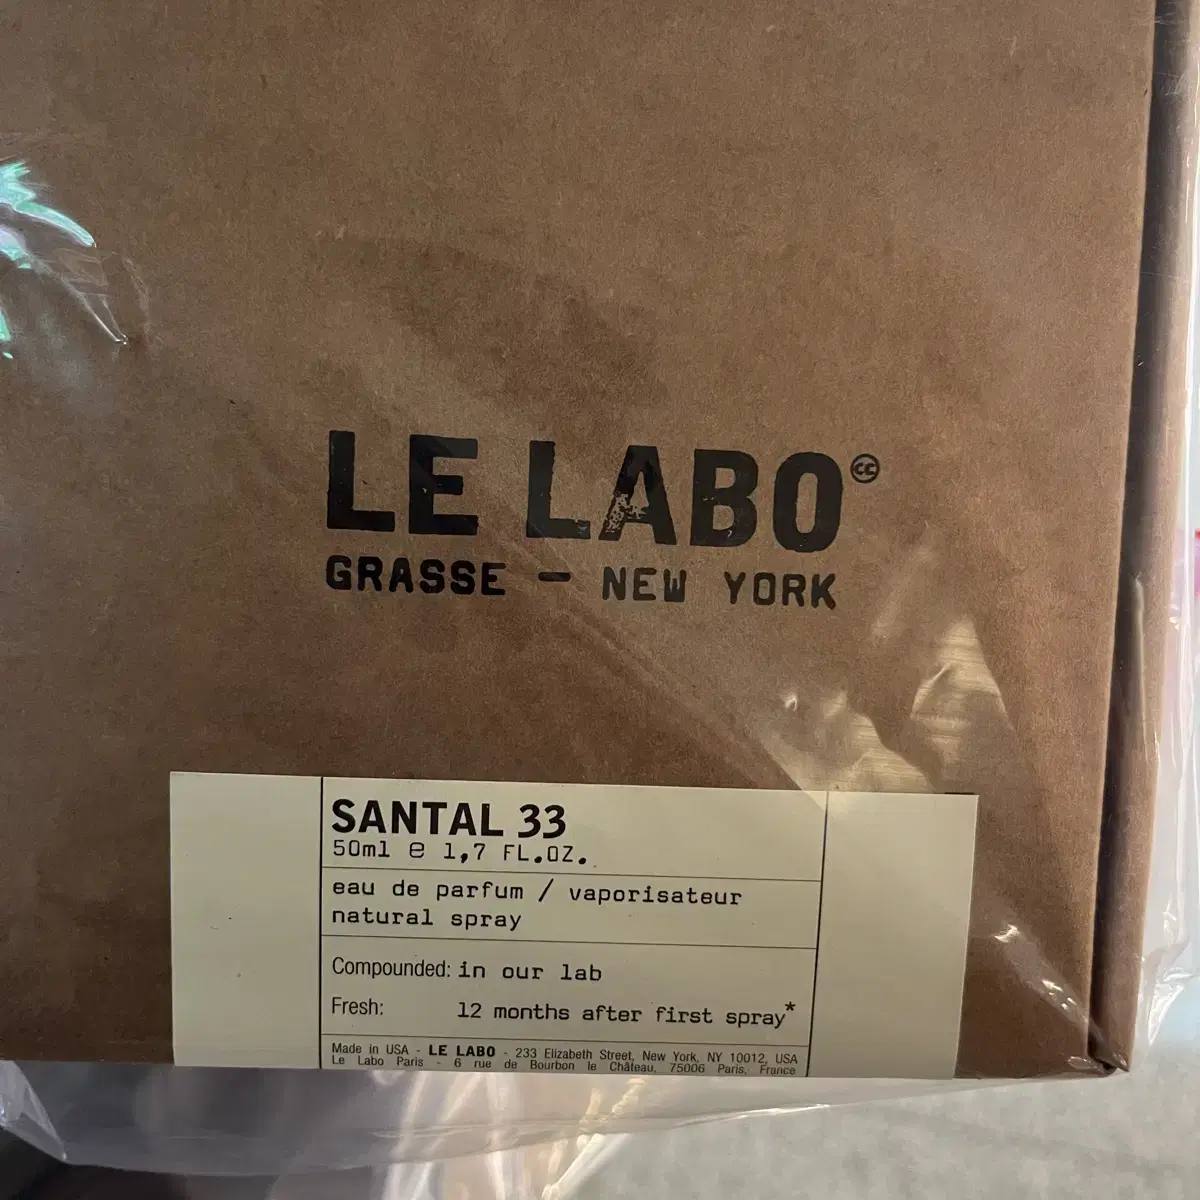 LE LABO
GRASSE — NEW YORK
SANTAL 33
50ml ℮ 1,7 FL.OZ.
eau de parfum / vaporisateur
natural spray
Compounded: in our lab
Fresh: 12 months after first spray*
Made in USA - LE LABO - 233 Elizabeth Street, New York, NY 10012, USA
Le Labo Paris - 6 rue de Bourbon le Château, 75006 Paris, France